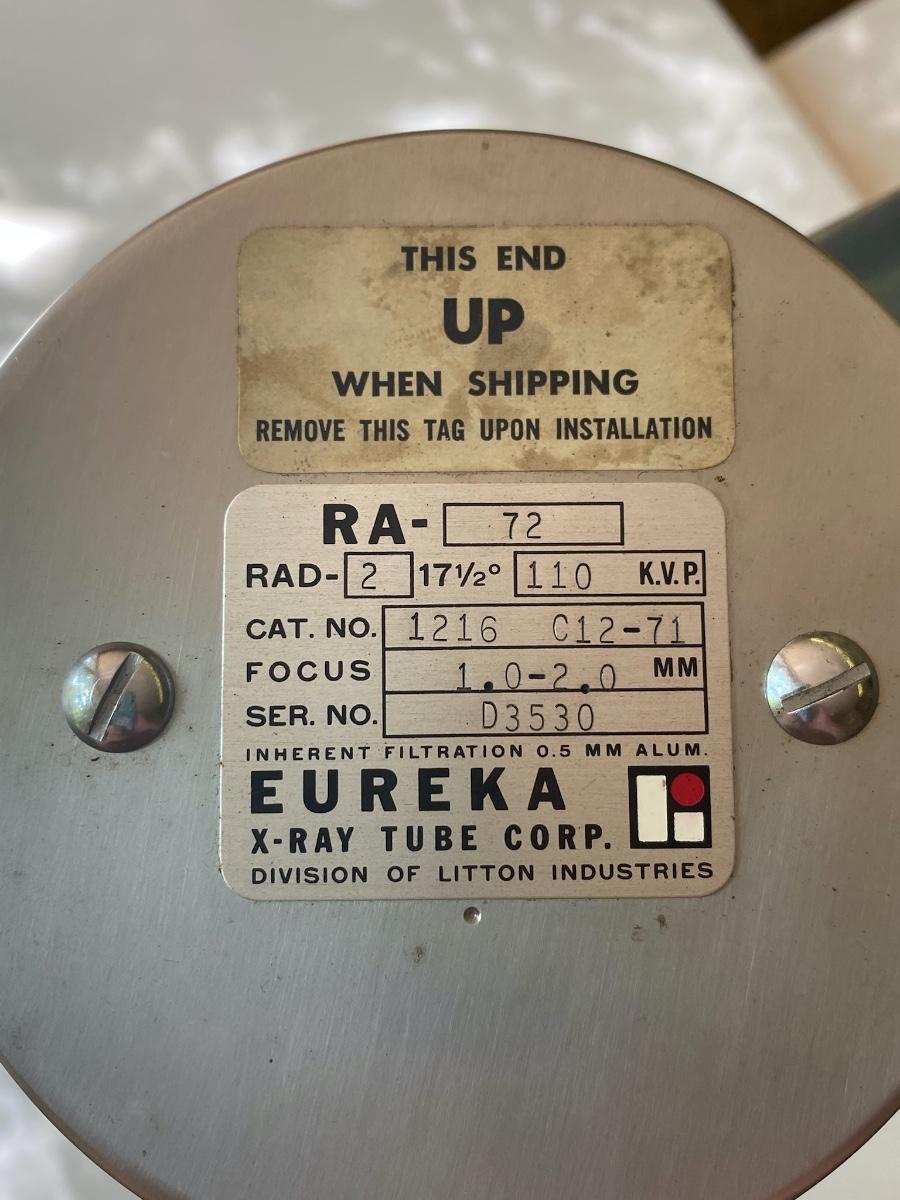 THIS END
UP
WHEN SHIPPING
REMOVE THIS TAG UPON INSTALLATION
RA- 72
RAD- 2 17½° 110 K.V.P.
CAT. NO. 1216 C12-71
FOCUS 1.0-2.0 MM
SER. NO. D3530
INHERENT FILTRATION 0.5 MM ALUM.
EUREKA
X-RAY TUBE CORP.
DIVISION OF LITTON INDUSTRIES